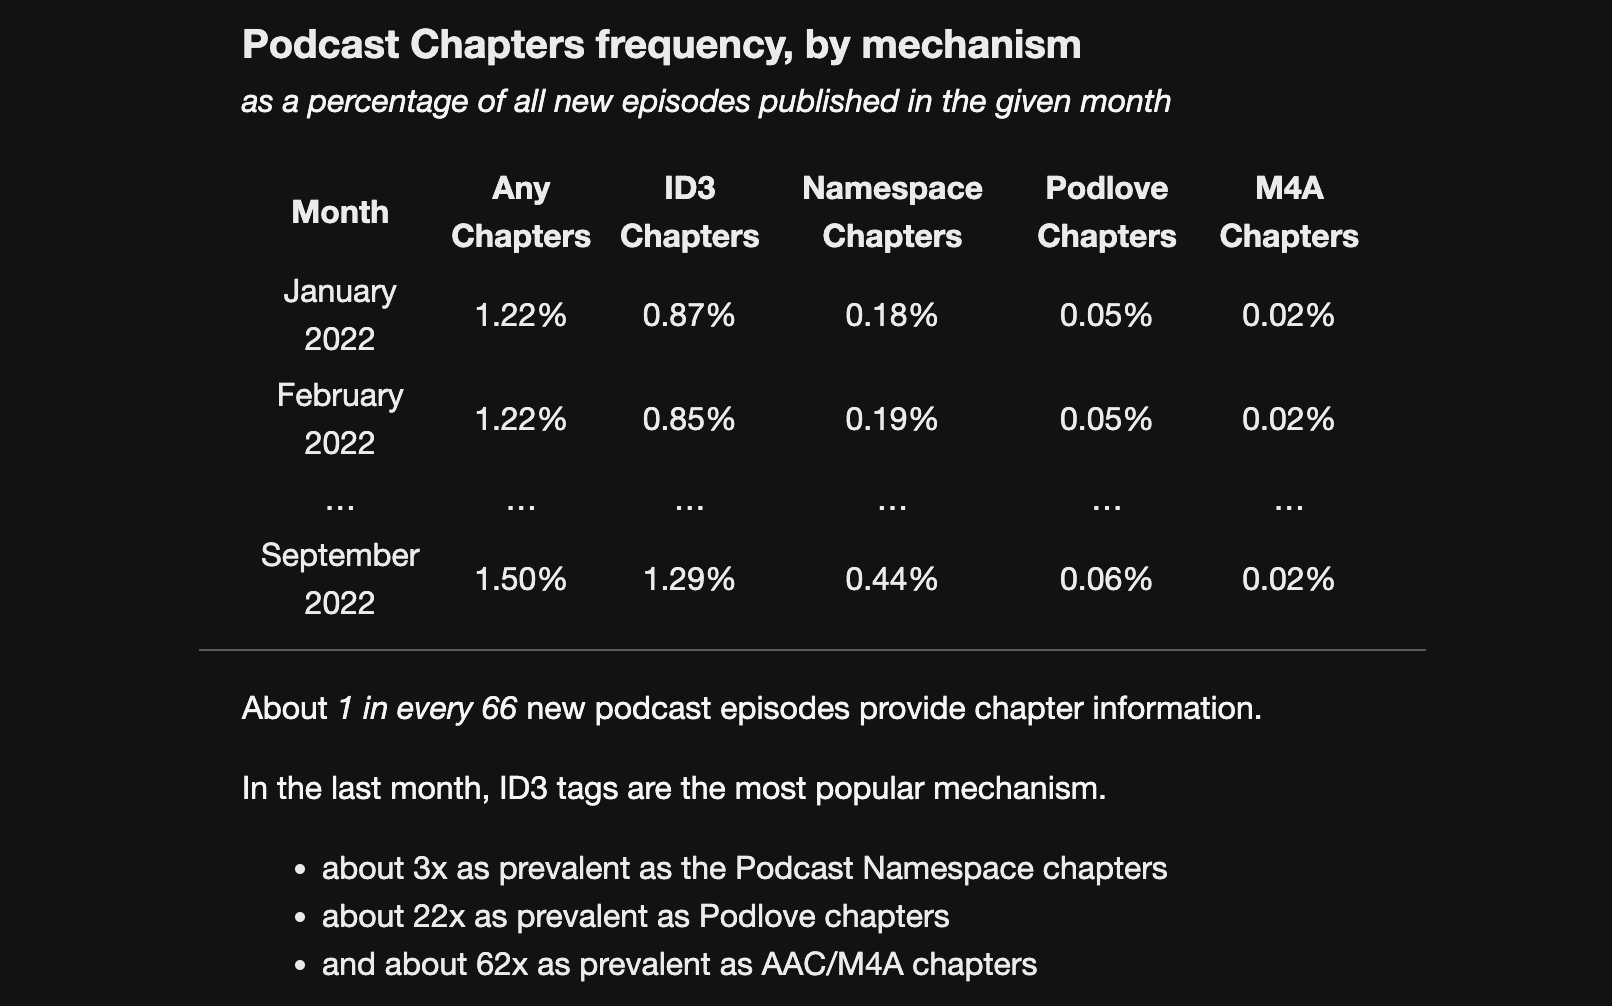 Podcast Chapters frequency, by mechanism
as a percentage of all new episodes published in the given month
Month Any Chapters ID3 Chapters Namespace Chapters Podlove Chapters M4A Chapters
January 2022 1.22% 0.87% 0.18% 0.05% 0.02%
February 2022 1.22% 0.85% 0.19% 0.05% 0.02%
... ... ... ... ... ...
September 2022 1.50% 1.29% 0.44% 0.06% 0.02%
About 1 in every 66 new podcast episodes provide chapter information.
In the last month, ID3 tags are the most popular mechanism.
• about 3x as prevalent as the Podcast Namespace chapters
• about 22x as prevalent as Podlove chapters
• and about 62x as prevalent as AAC/M4A chapters